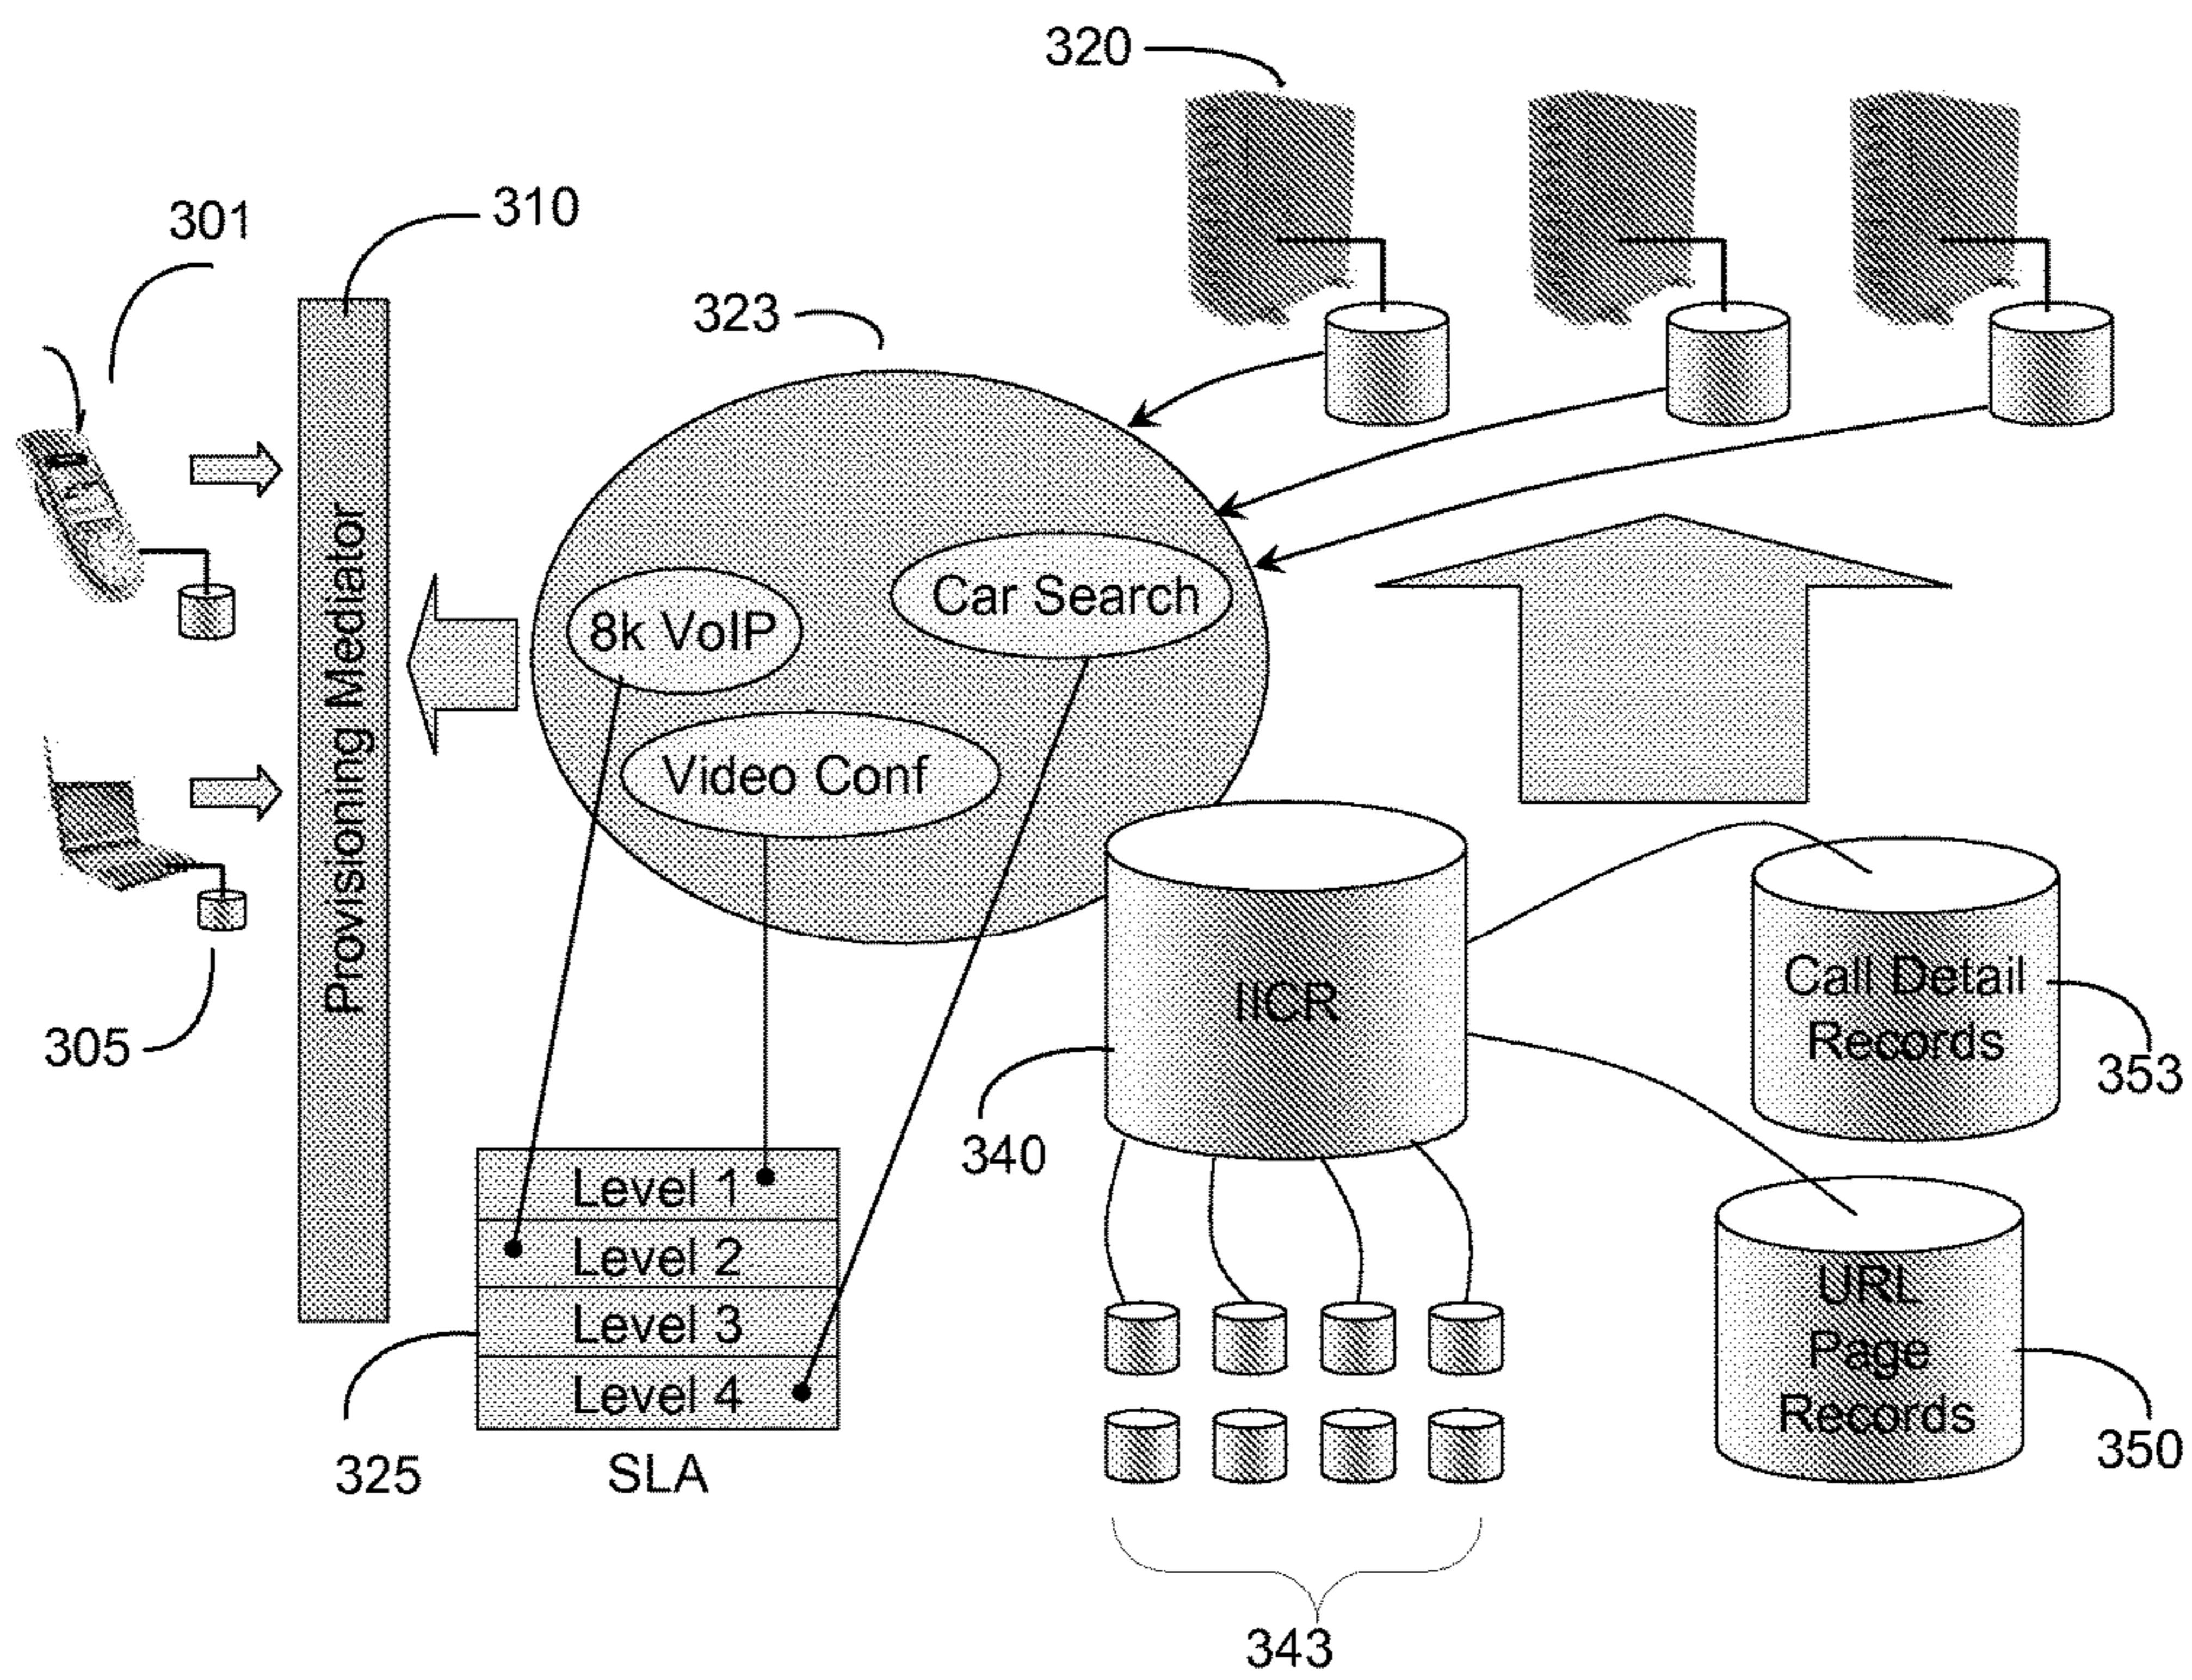 320
301
310
323
Provisioning Mediator
8k VoIP
Car Search
Video Conf
305
IICR
340
Call Detail
Records
353
Level 1
Level 2
Level 3
Level 4
SLA
325
URL
Page
Records
350
343